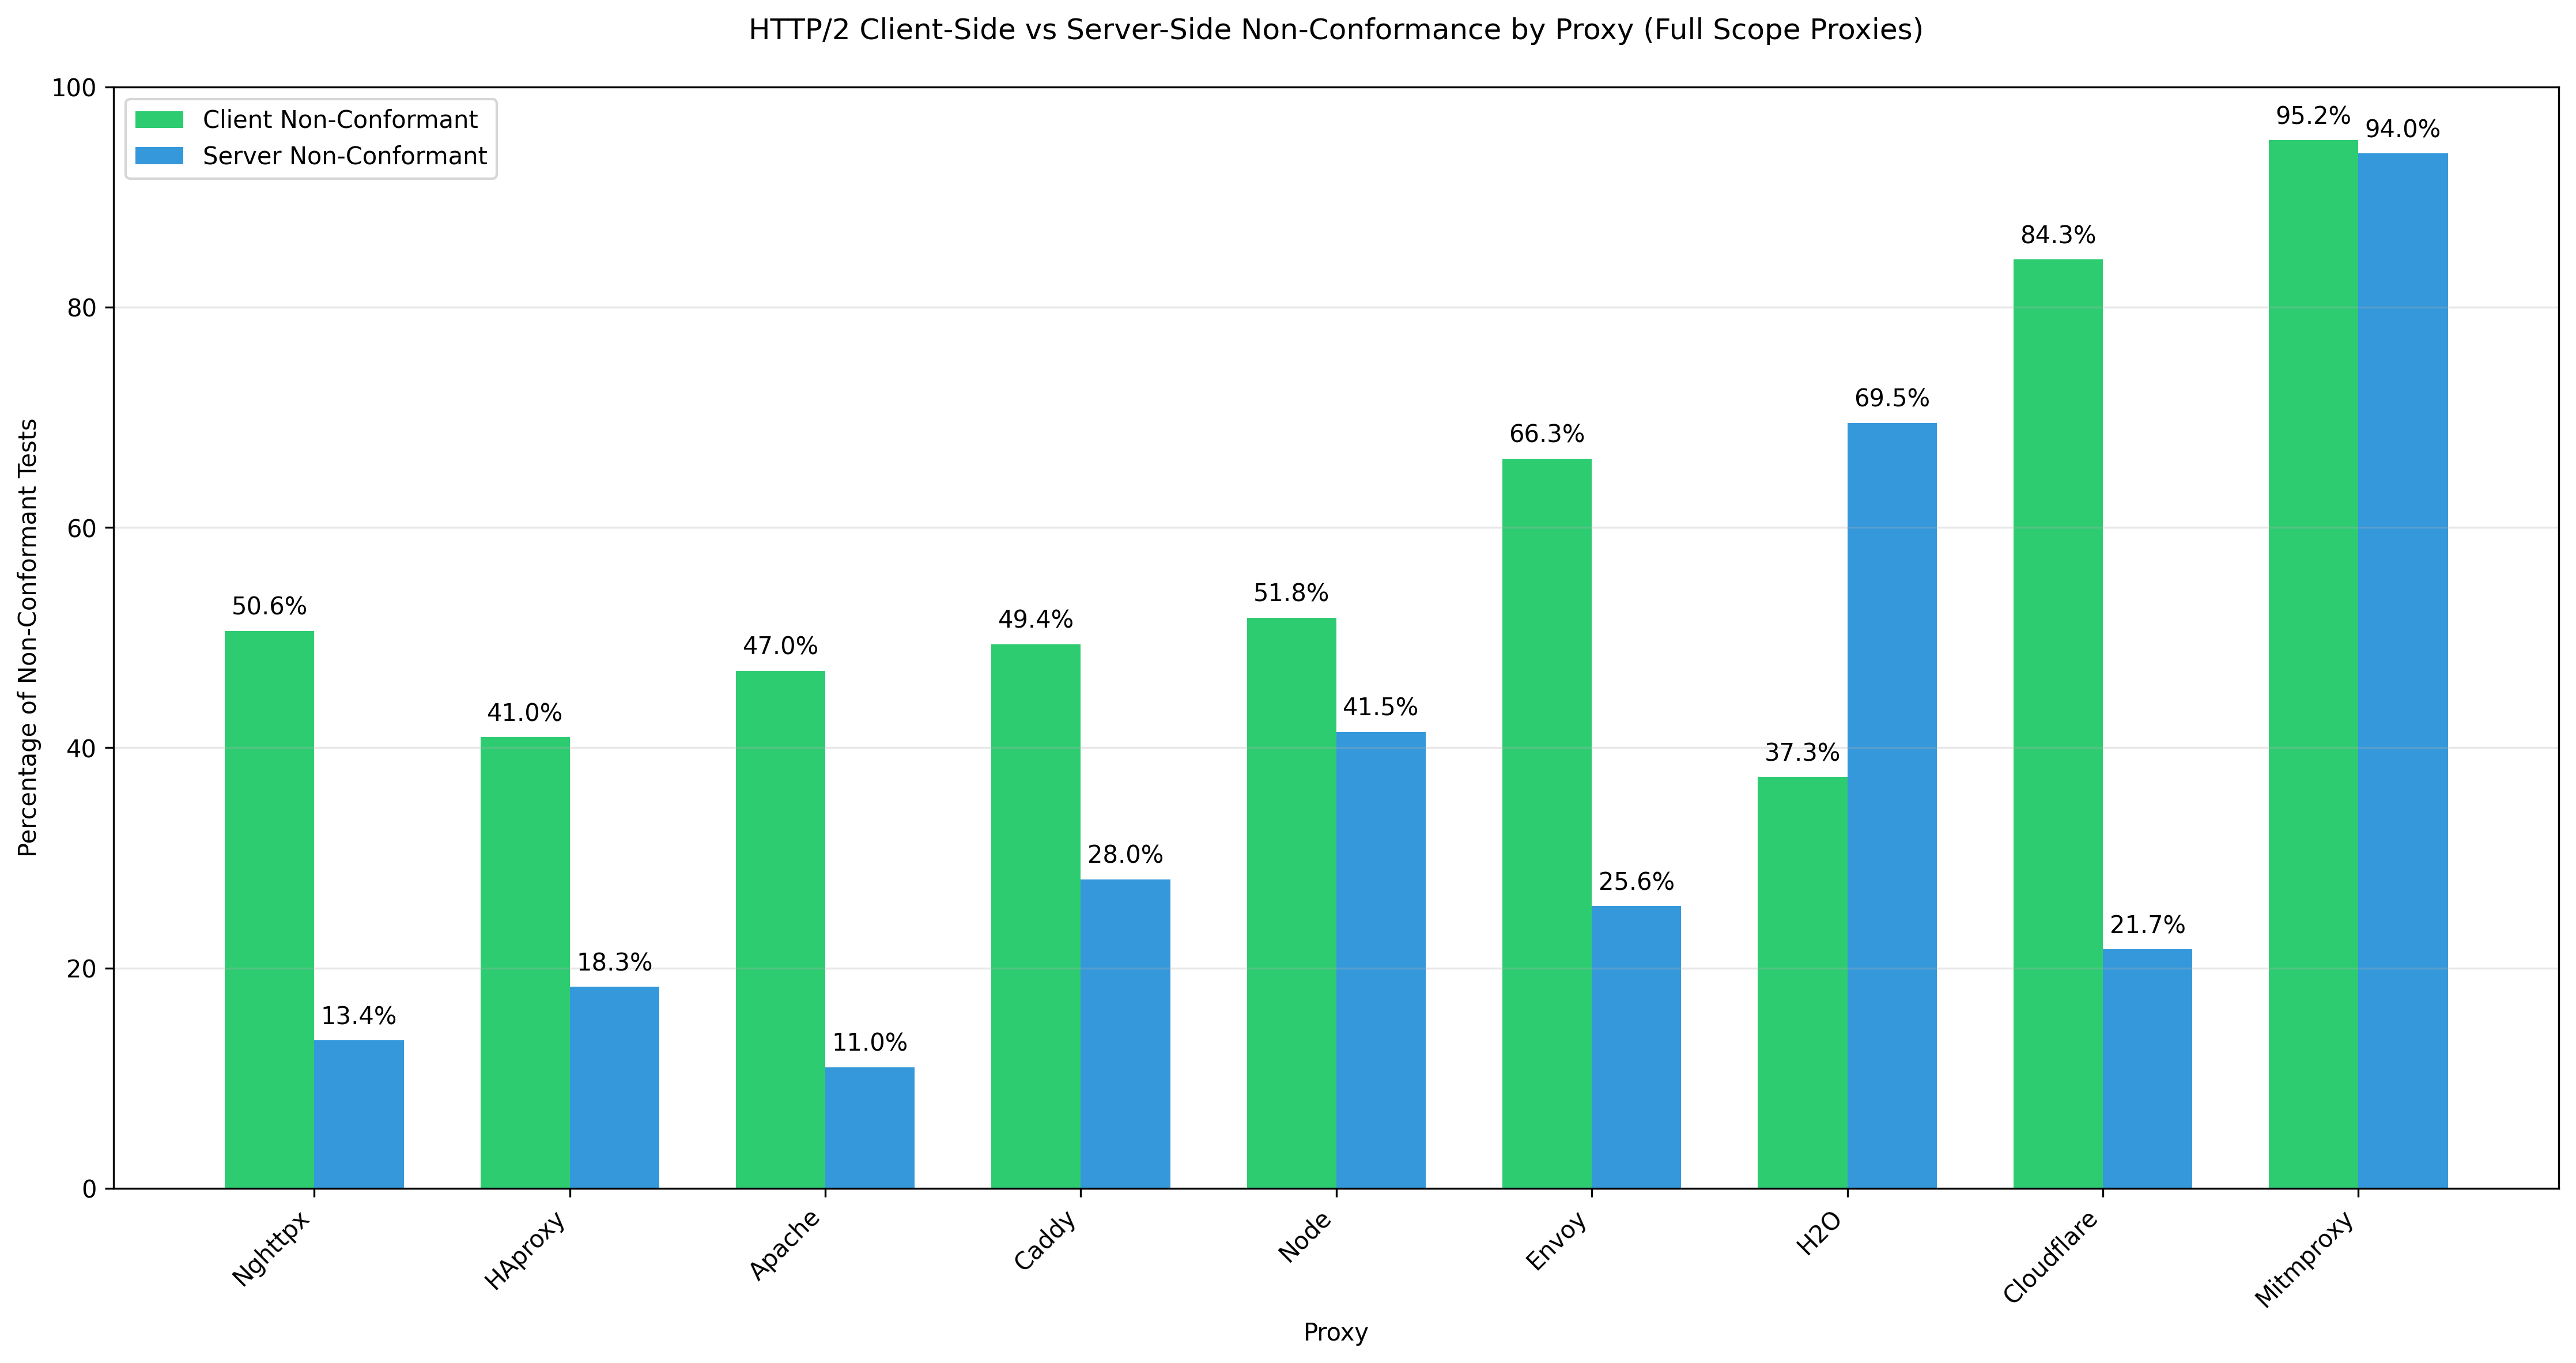 HTTP/2 Client-Side vs Server-Side Non-Conformance by Proxy (Full Scope Proxies)
Client Non-Conformant
Server Non-Conformant
Percentage of Non-Conformant Tests
100
80
60
40
20
0
50.6%
13.4%
41.0%
18.3%
47.0%
11.0%
49.4%
28.0%
51.8%
41.5%
66.3%
25.6%
37.3%
69.5%
84.3%
21.7%
95.2%
94.0%
Nghttpx
HAproxy
Apache
Caddy
Node
Envoy
H2O
Cloudflare
Mitmproxy
Proxy